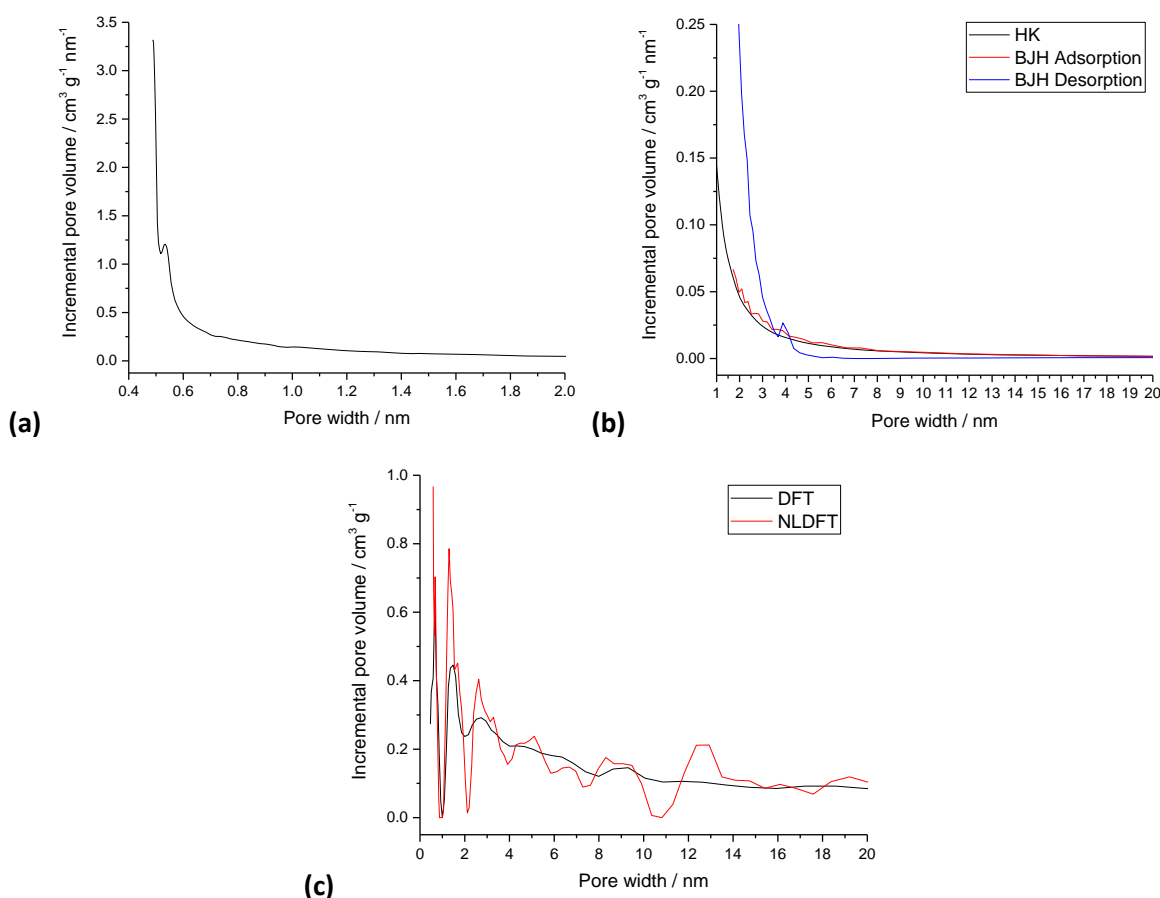 3.5
3.0
2.5
2.0
1.5
1.0
0.5
0.0
Incremental pore volume / cm³ g⁻¹ nm⁻¹
0.4 0.6 0.8 1.0 1.2 1.4 1.6 1.8 2.0
Pore width / nm
(a)
0.25
0.20
0.15
0.10
0.05
0.00
Incremental pore volume / cm³ g⁻¹ nm⁻¹
HK
BJH Adsorption
BJH Desorption
1 2 3 4 5 6 7 8 9 10 11 12 13 14 15 16 17 18 19 20
Pore width / nm
(b)
1.0
0.8
0.6
0.4
0.2
0.0
Incremental pore volume / cm³ g⁻¹
DFT
NLDFT
0 2 4 6 8 10 12 14 16 18 20
Pore width / nm
(c)